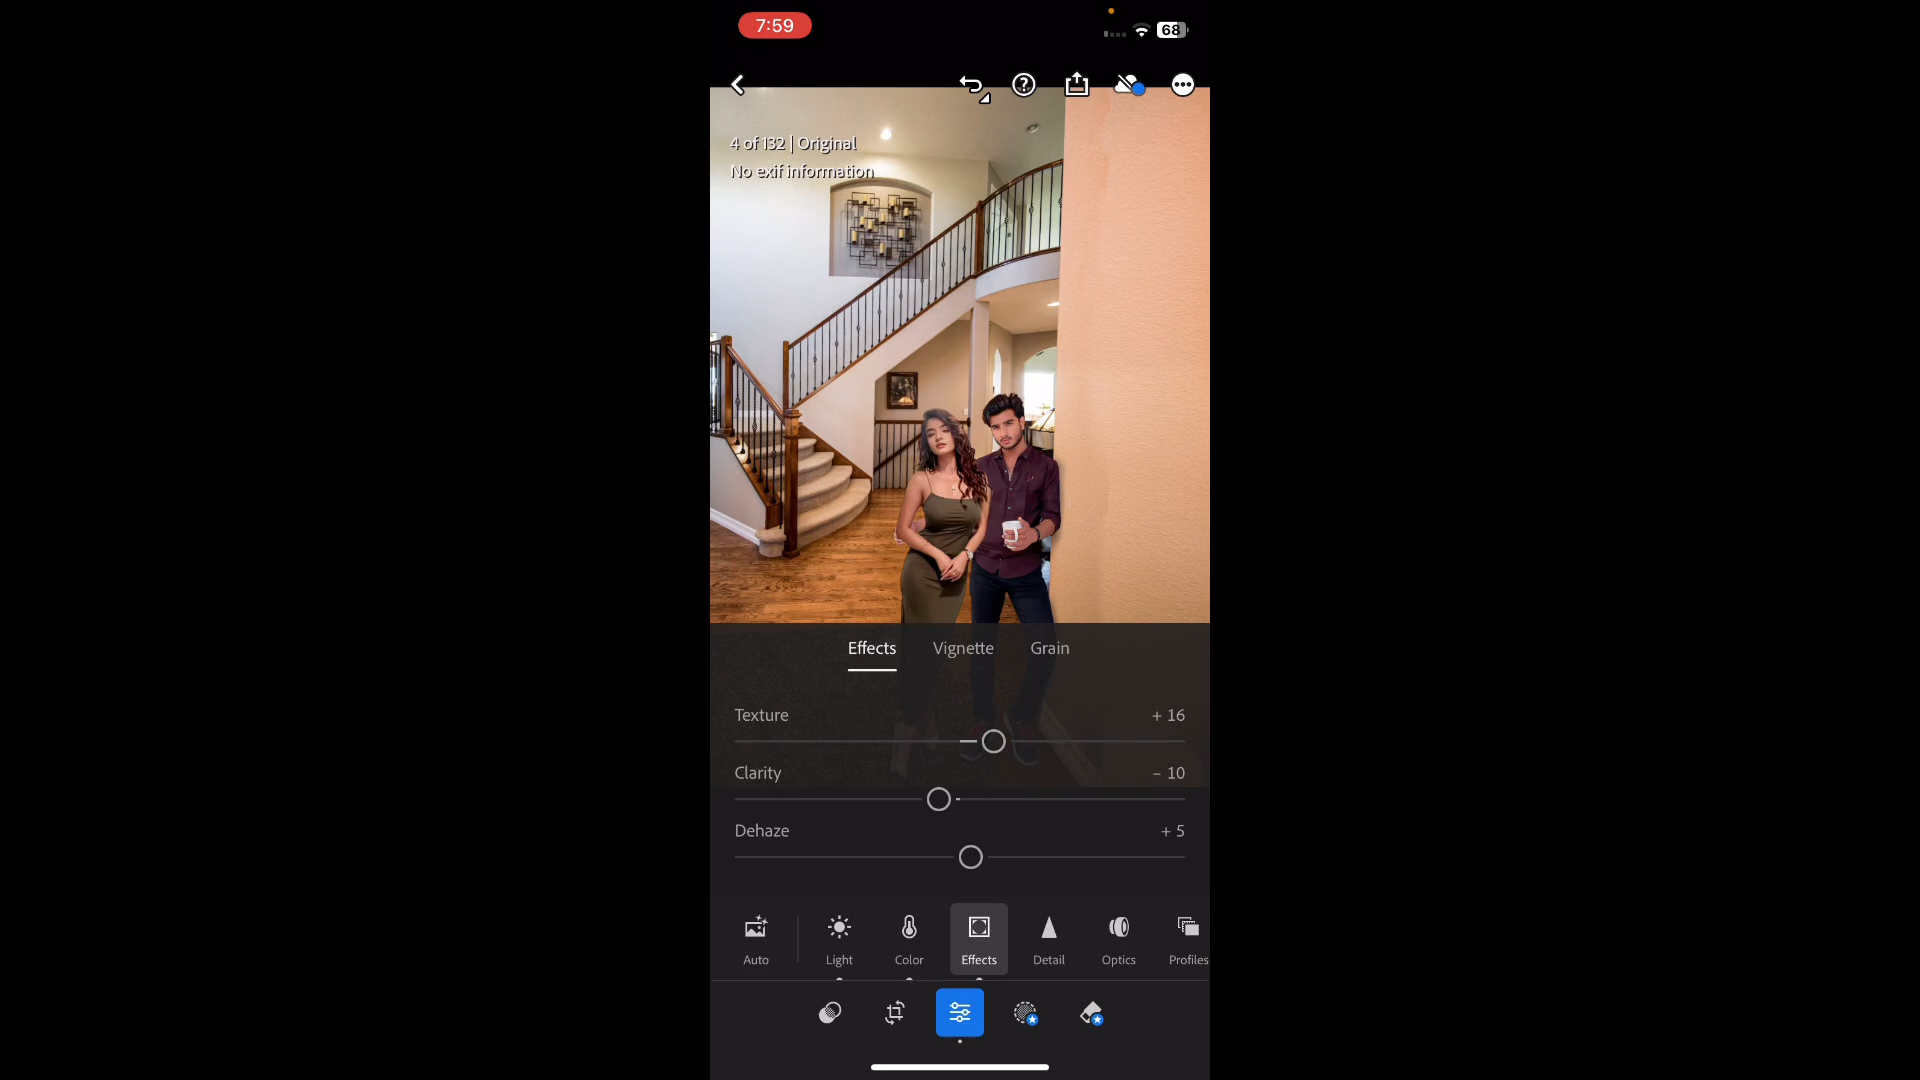 7:59
68
4 of 132 | Original
No exif information
Effects Vignette Grain
Texture + 16
Clarity – 10
Dehaze + 5
Auto Light Color Effects Detail Optics Profiles